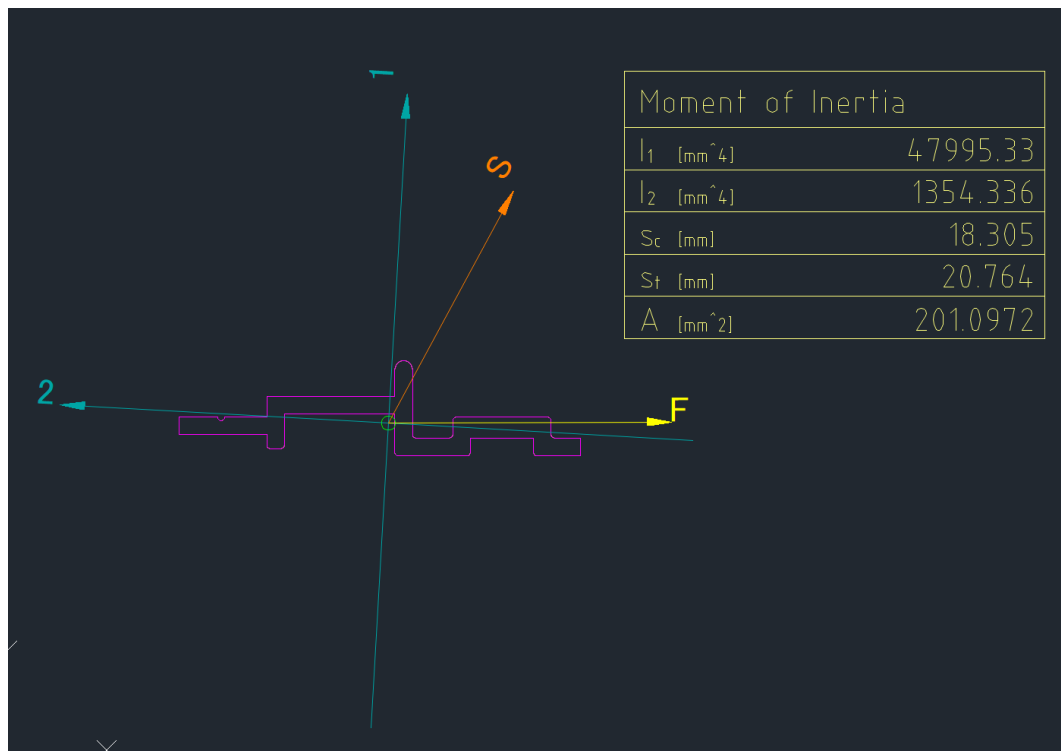 1
S
2
F
Moment of Inertia
I1 [mm^4] 47995.33
I2 [mm^4] 1354.336
Sc [mm] 18.305
St [mm] 20.764
A [mm^2] 201.0972